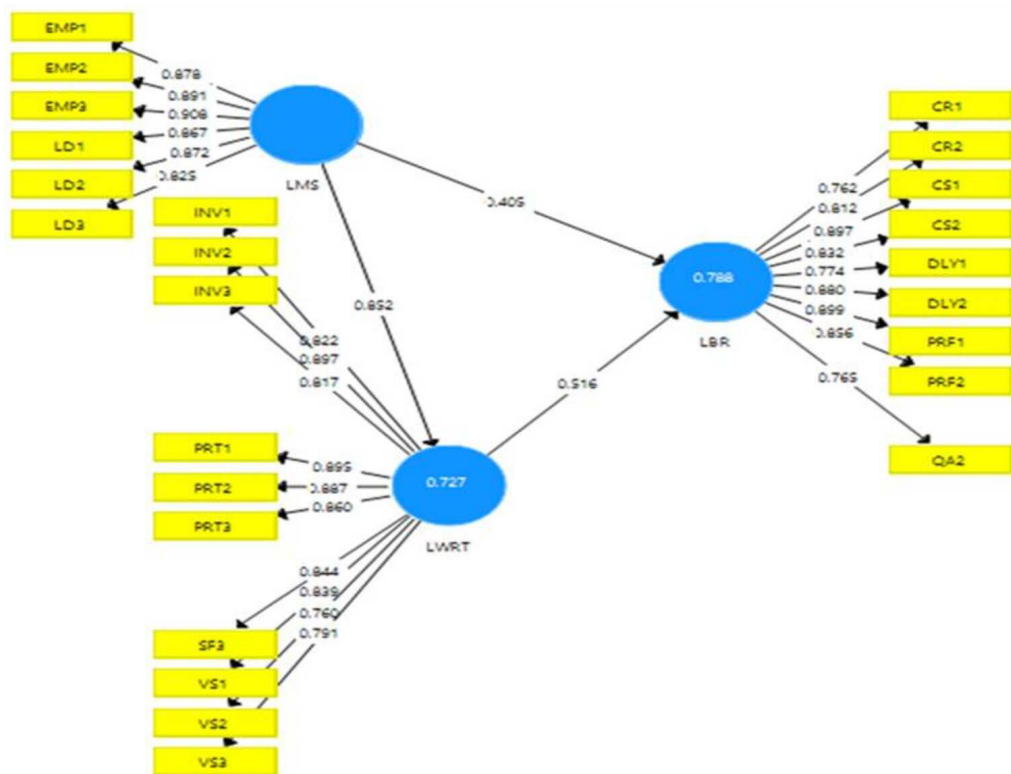 EMP1
EMP2
EMP3
LD1
LD2
LD3
0.878
0.891
0.908
0.867
0.872
0.825
LMS
INV1
INV2
INV3
0.822
0.897
0.817
0.852
0.405
0.516
PRT1
PRT2
PRT3
0.895
0.887
0.860
0.727
LWRT
0.844
0.839
0.760
0.791
SF3
VS1
VS2
VS3
0.788
LBR
0.762
0.812
0.897
0.832
0.774
0.880
0.899
0.856
0.765
CR1
CR2
CS1
CS2
DLY1
DLY2
PRF1
PRF2
QA2